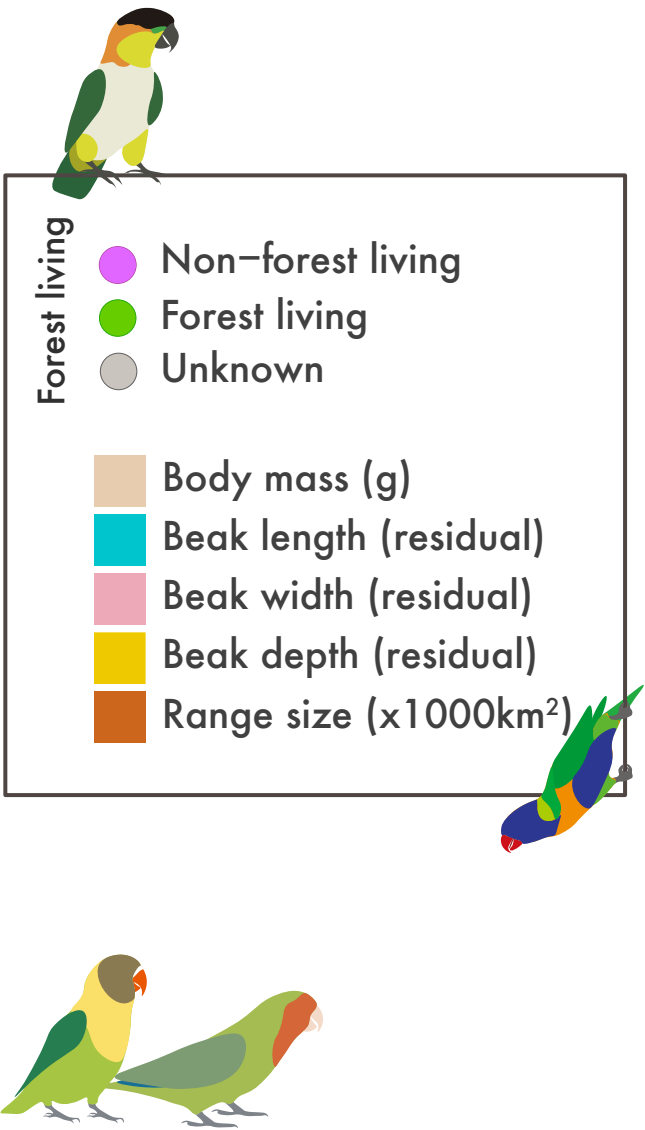 Forest living
Non−forest living
Forest living
Unknown
Body mass (g)
Beak length (residual)
Beak width (residual)
Beak depth (residual)
Range size (x1000km²)